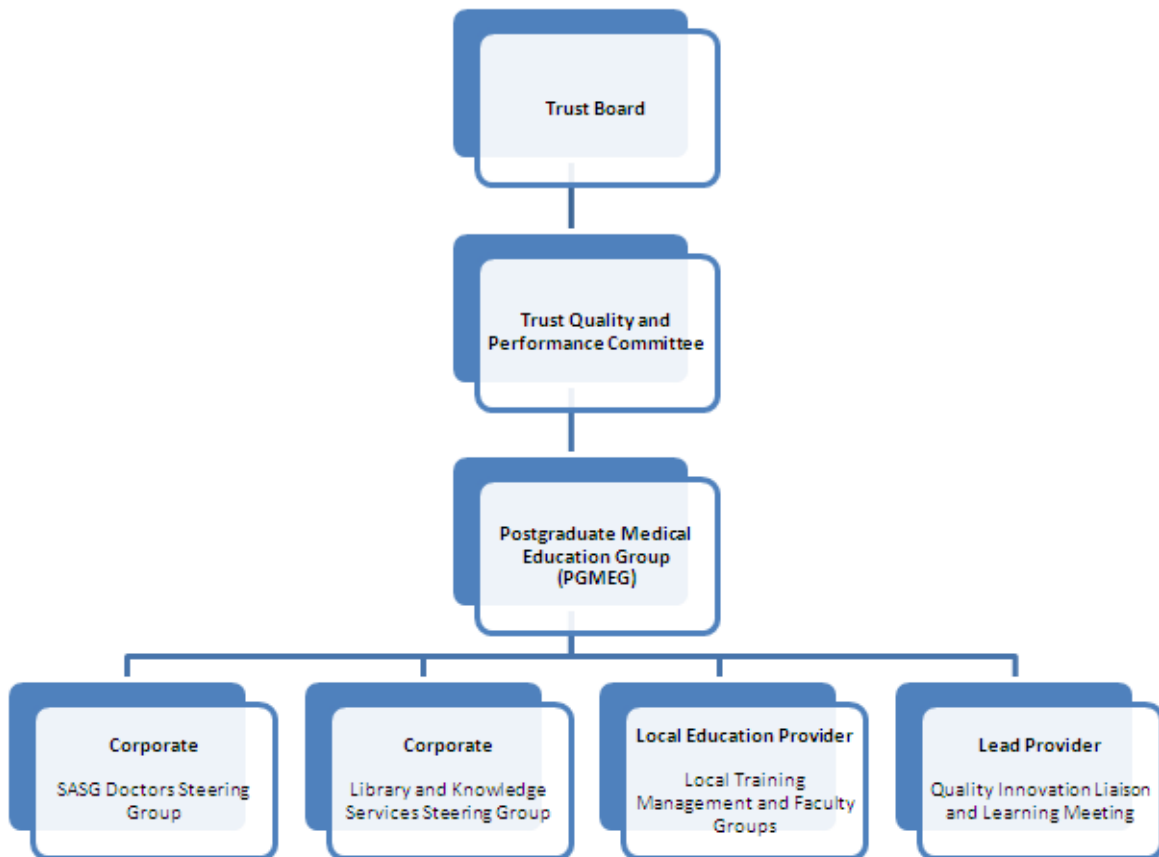 Trust Board
Trust Quality and
Performance Committee
Postgraduate Medical
Education Group
(PGMEG)
Corporate
SASG Doctors Steering
Group
Corporate
Library and Knowledge
Services Steering Group
Local Education Provider
Local Training
Management and Faculty
Groups
Lead Provider
Quality Innovation Liaison
and Learning Meeting